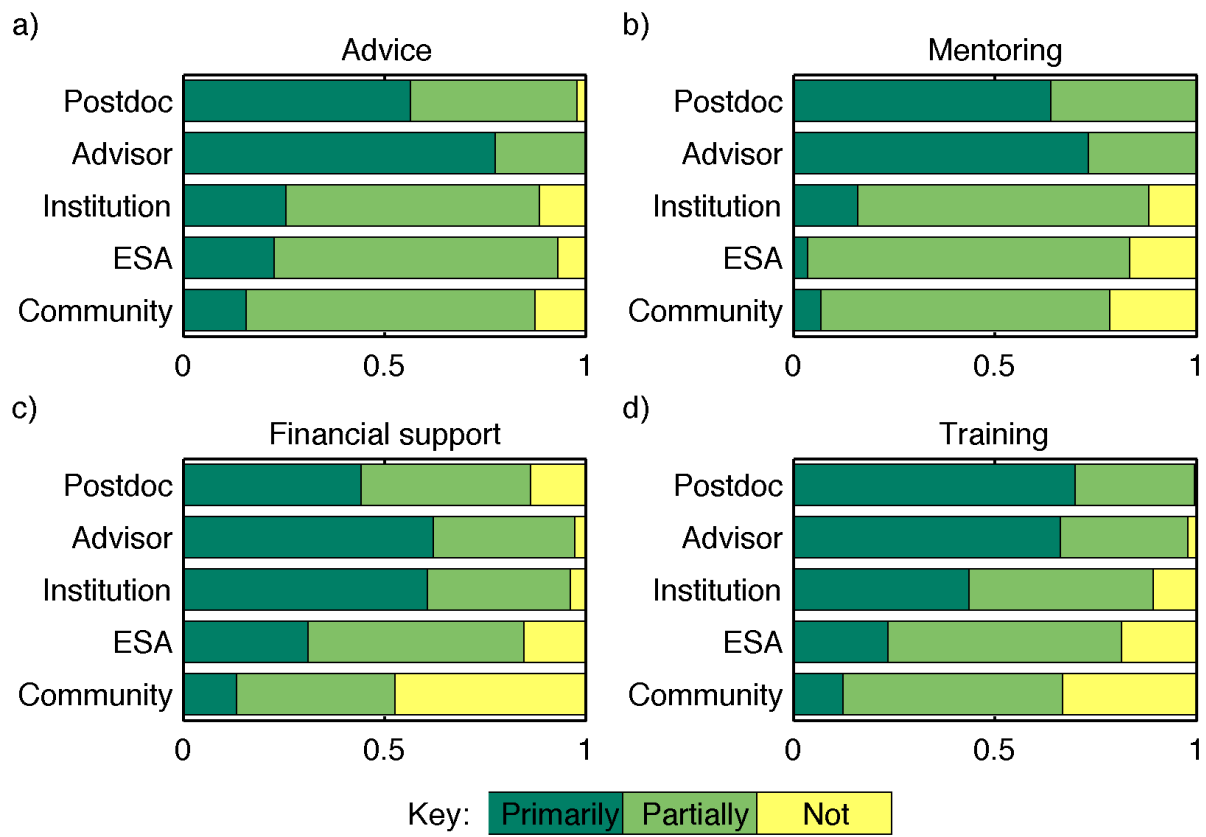 a)
Advice
Postdoc
Advisor
Institution
ESA
Community
0 0.5 1
b)
Mentoring
Postdoc
Advisor
Institution
ESA
Community
0 0.5 1
c)
Financial support
Postdoc
Advisor
Institution
ESA
Community
0 0.5 1
d)
Training
Postdoc
Advisor
Institution
ESA
Community
0 0.5 1
Key: Primarily Partially Not